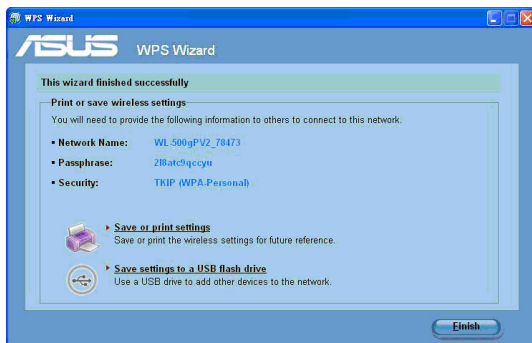 WPS Wizard
ASUS WPS Wizard
This wizard finished successfully
Print or save wireless settings
You will need to provide the following information to others to connect to this network.
▪ Network Name: WL-500gPV2_78473
▪ Passphrase: 2l8atc9qccyu
▪ Security: TKIP (WPA-Personal)
Save or print settings
Save or print the wireless settings for future reference.
Save settings to a USB flash drive
Use a USB drive to add other devices to the network.
Finish